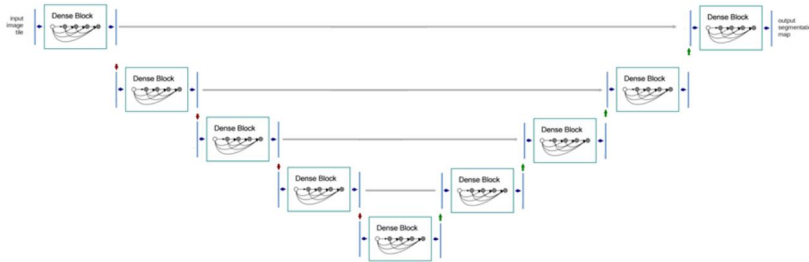 input
image
tile
Dense Block
Dense Block
output
segmentati
map
Dense Block
Dense Block
Dense Block
Dense Block
Dense Block
Dense Block
Dense Block